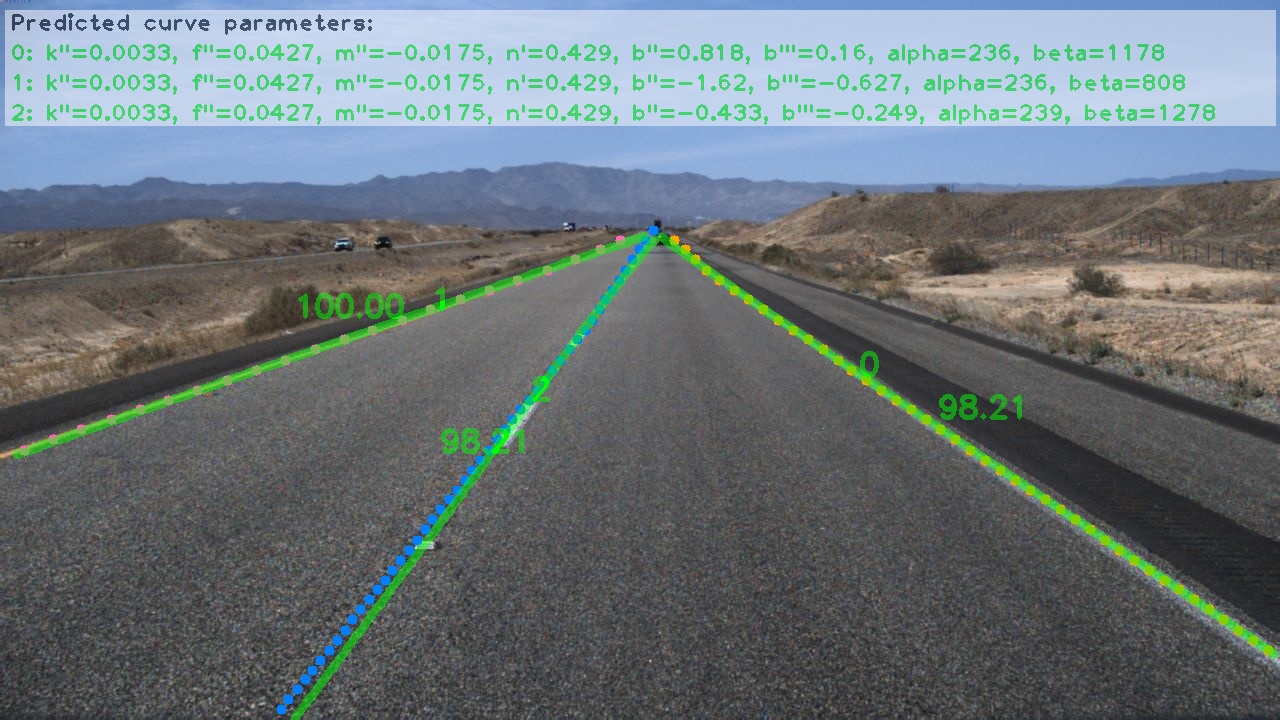 Predicted curve parameters:
0: k''=0.0033, f''=0.0427, m''=-0.0175, n'=0.429, b''=0.818, b'''=0.16, alpha=236, beta=1178
1: k''=0.0033, f''=0.0427, m''=-0.0175, n'=0.429, b''=-1.62, b'''=-0.627, alpha=236, beta=808
2: k''=0.0033, f''=0.0427, m''=-0.0175, n'=0.429, b''=-0.433, b'''=-0.249, alpha=239, beta=1278
100.00 1
0
2
98.21
98.21